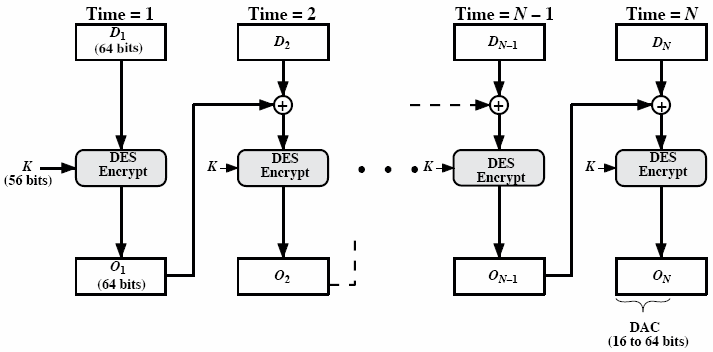 Time = 1 Time = 2 Time = N – 1 Time = N
D1 (64 bits)
D2
DN–1
DN
+ + +
K (56 bits)
DES Encrypt
K
DES Encrypt
• • •
K
DES Encrypt
K
DES Encrypt
O1 (64 bits)
O2
ON–1
ON
DAC
(16 to 64 bits)